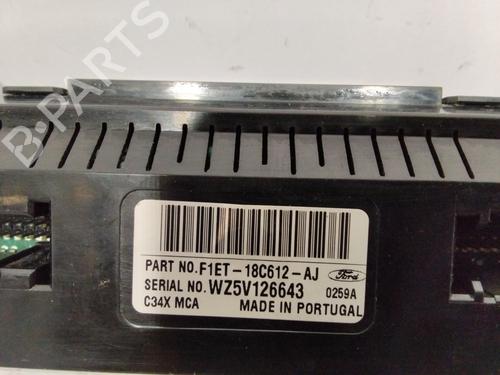 B-PARTS
PART NO.F1ET-18C612-AJ
Ford
SERIAL NO.WZ5V126643 0259A
C34X MCA MADE IN PORTUGAL